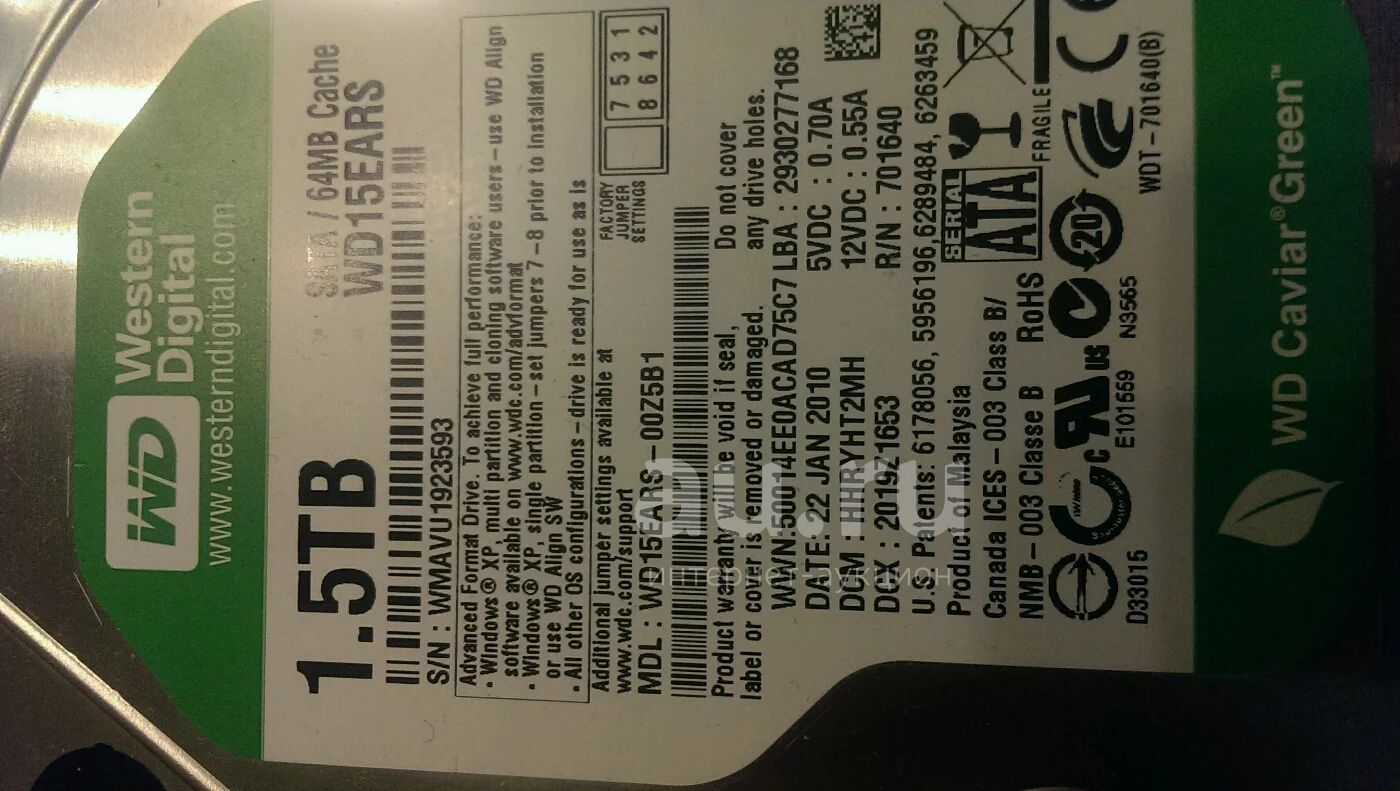 WD Western
Digital
www.westerndigital.com
1.5TB
SATA / 64MB Cache
WD15EARS
S/N : WMAVU1923593
Advanced Format Drive. To achieve full performance:
• Windows® XP, multi partition and cloning software users – use WD Align
software available on www.wdc.com/advformat
• Windows® XP, single partition – set jumpers 7 – 8 prior to Installation
or use WD Align SW
• All other OS configurations – drive is ready for use as is
Additional jumper settings available at
www.wdc.com/support
FACTORY
JUMPER
SETTINGS
7 5 3 1
8 6 4 2
MDL : WD15EARS – 00Z5B1
Product warranty will be void if seal,
label or cover is removed or damaged.
Do not cover
any drive holes.
WWN:50014EE0ACAD75C7 LBA : 2930277168
DATE: 22 JAN 2010
5VDC : 0.70A
DCM : HHRYHT2MH
12VDC : 0.55A
DCX : 2019Z1653
R/N : 701640
U.S. Patents: 6178056, 5956196,6289484, 6263459
Product of Malaysia
Canada ICES – 003 Class B/
NMB – 003 Classe B
RoHS
SERIAL
ATA
FRAGILE
c US
20
CE
D33015
E101559
N3565
WDT – 701640(B)
WD Caviar®Green™
au.ru
интернет-аукцион